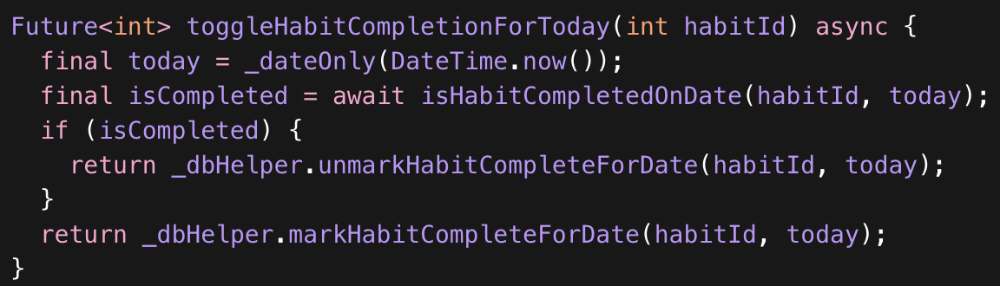 Future<int> toggleHabitCompletionForToday(int habitId) async {
  final today = _dateOnly(DateTime.now());
  final isCompleted = await isHabitCompletedOnDate(habitId, today);
  if (isCompleted) {
    return _dbHelper.unmarkHabitCompleteForDate(habitId, today);
  }
  return _dbHelper.markHabitCompleteForDate(habitId, today);
}